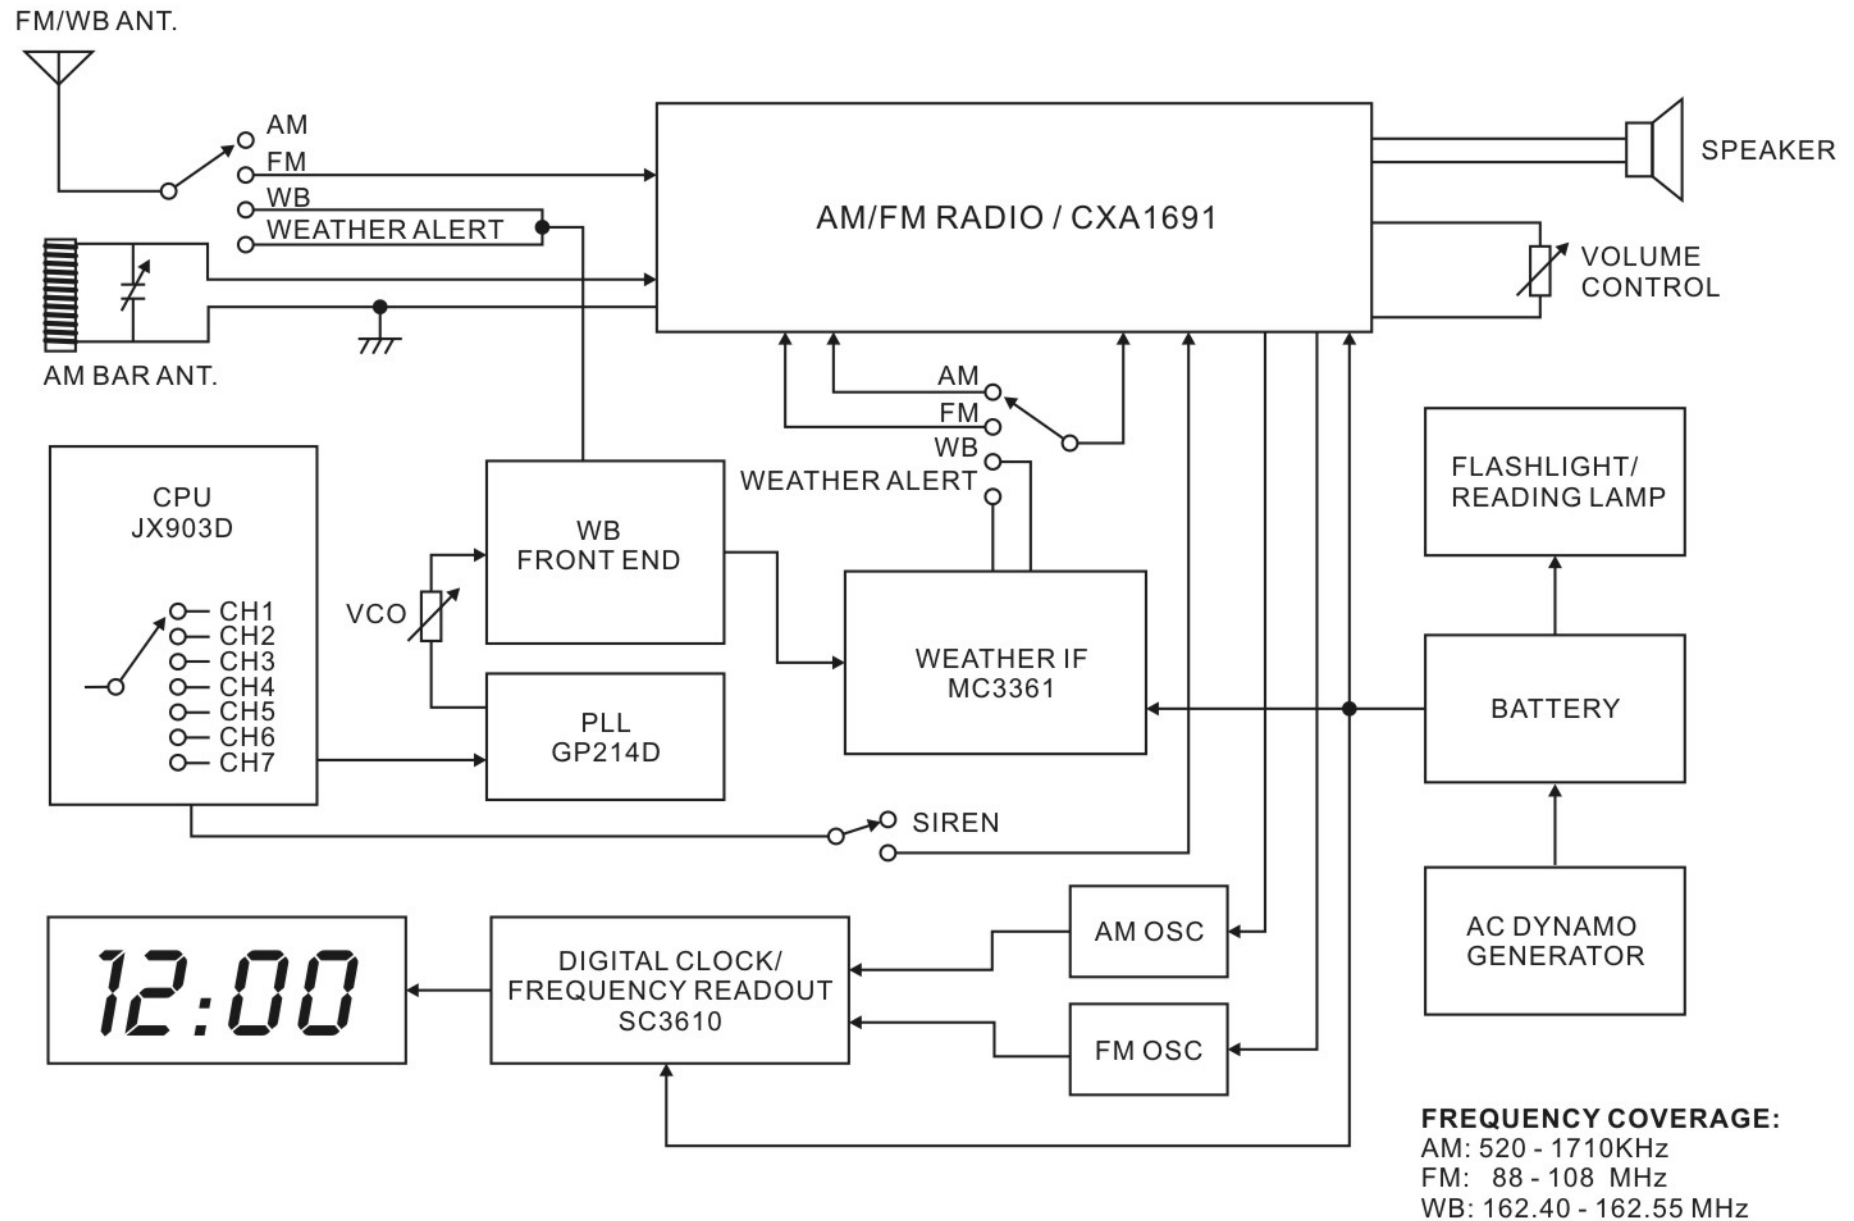 FM/WB ANT.
AM
FM
WB
WEATHER ALERT
AM BAR ANT.
AM/FM RADIO / CXA1691
SPEAKER
VOLUME
CONTROL
AM
FM
WB
WEATHER ALERT
CPU
JX903D
CH1
CH2
CH3
CH4
CH5
CH6
CH7
VCO
WB
FRONT END
PLL
GP214D
WEATHER IF
MC3361
FLASHLIGHT/
READING LAMP
BATTERY
AC DYNAMO
GENERATOR
SIREN
12:00
DIGITAL CLOCK/
FREQUENCY READOUT
SC3610
AM OSC
FM OSC
FREQUENCY COVERAGE:
AM: 520 - 1710KHz
FM: 88 - 108 MHz
WB: 162.40 - 162.55 MHz